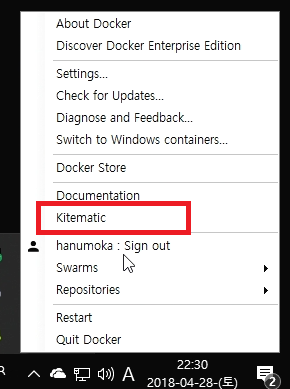 About Docker
Discover Docker Enterprise Edition
Settings...
Check for Updates...
Diagnose and Feedback...
Switch to Windows containers...
Docker Store
Documentation
Kitematic
hanumoka : Sign out
Swarms
Repositories
Restart
Quit Docker
A
22:30
2018-04-28-(토)
2